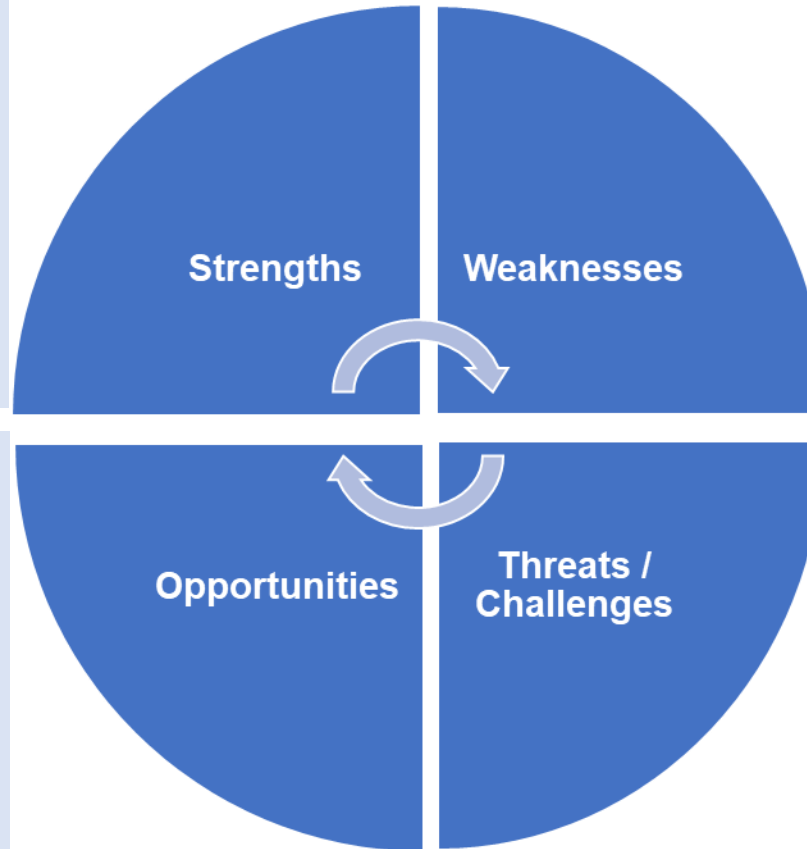 Strengths
Weaknesses
Opportunities
Threats /
Challenges